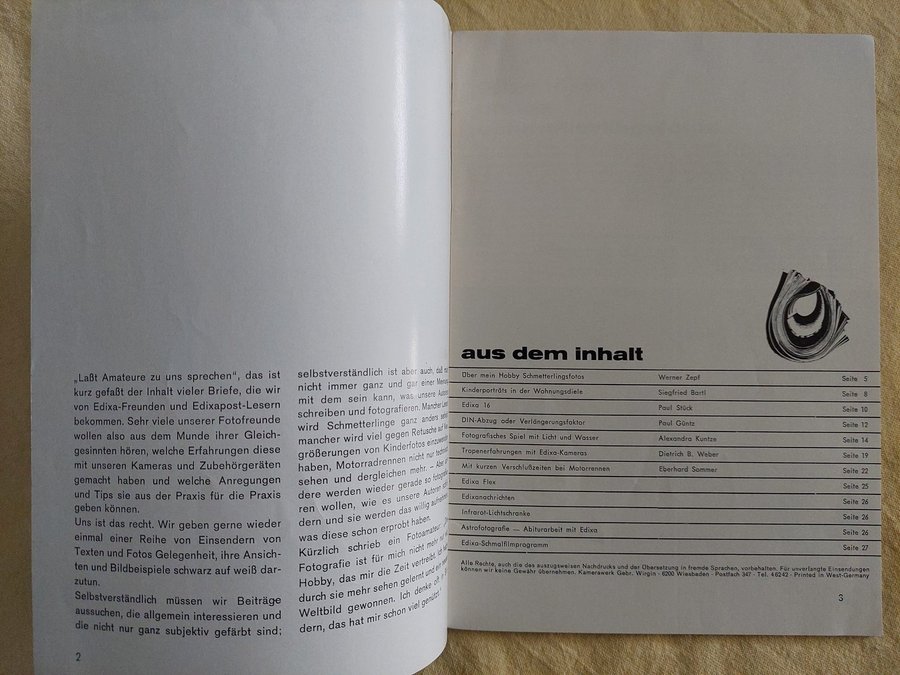 „Laßt Amateure zu uns sprechen“, das ist
kurz gefaßt der Inhalt vieler Briefe, die wir
von Edixa-Freunden und Edixapost-Lesern
bekommen. Sehr viele unserer Fotofreunde
wollen also aus dem Munde ihrer Gleich-
gesinnten hören, welche Erfahrungen diese
mit unseren Kameras und Zubehörgeräten
gemacht haben und welche Anregungen
und Tips sie aus der Praxis für die Praxis
geben können.
Uns ist das recht. Wir geben gerne wieder
einmal einer Reihe von Einsendern von
Texten und Fotos Gelegenheit, ihre Ansich-
ten und Bildbeispiele schwarz auf weiß dar-
zutun.
Selbstverständlich müssen wir Beiträge
aussuchen, die allgemein interessieren und
die nicht nur ganz subjektiv gefärbt sind;
selbstverständlich ist aber auch, daß
nicht immer ganz und gar einer
mit dem sein kann, was unsere
schreiben und fotografieren. Mancher
wird Schmetterlinge ganz anders
mancher wird viel gegen Retusche auf
größerungen von Kinderfotos
haben, Motorradrennen nicht nur
sehen und dergleichen mehr. –
dere werden wieder gerade so
ren wollen, wie es unsere Autoren
dern und sie werden das willig
was diese schon erprobt haben.
Kürzlich schrieb ein Fotoamateur
Fotografie ist für mich nicht mehr nur
Hobby, das mir die Zeit vertreibt. Ich
durch sie mehr sehen gelernt und ein
Weltbild gewonnen. Ich denke oft in
dern, das hat mir schon viel genützt.“
2
aus dem inhalt
Über mein Hobby Schmetterlingsfotos Werner Zepf Seite 5
Kinderporträts in der Wohnungsdiele Siegfried Bartl Seite 8
Edixa 16 Paul Stück Seite 10
DIN-Abzug oder Verlängerungsfaktor Paul Güntz Seite 12
Fotografisches Spiel mit Licht und Wasser Alexandra Kuntze Seite 14
Tropenerfahrungen mit Edixa-Kameras Dietrich B. Weber Seite 19
Mit kurzen Verschlußzeiten bei Motorrennen Eberhard Sommer Seite 22
Edixa Flex Seite 25
Edixanachrichten Seite 26
Infrarot-Lichtschranke Seite 26
Astrofotografie — Abiturarbeit mit Edixa Seite 26
Edixa-Schmalfilmprogramm Seite 27
Alle Rechte, auch die des auszugsweisen Nachdrucks und der Übersetzung in fremde Sprachen, vorbehalten. Für unverlangte Einsendungen
können wir keine Gewähr übernehmen. Kamerawerk Gebr. Wirgin - 6200 Wiesbaden - Postfach 347 - Tel. 46242 - Printed in West-Germany
3